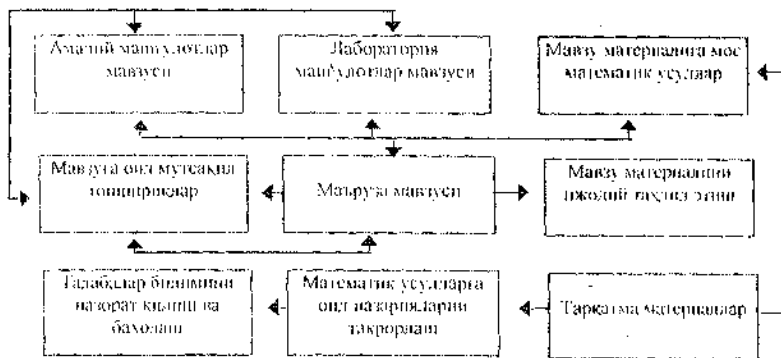 Амалий машғулотлар
мавзуси
Лаборатория
машғулотлар мавзуси
Мавзу материалига мос
математик усуллар
Мавзуга оид мустақил
топшириқлар
Маъруза мавзуси
Мавзу материалини
ижодий таҳлил этиш
Талабалар билимини
назорат қилиш ва
баҳолаш
Математик усулларга
оид назарияларни
такрорлаш
Тарқатма материаллар